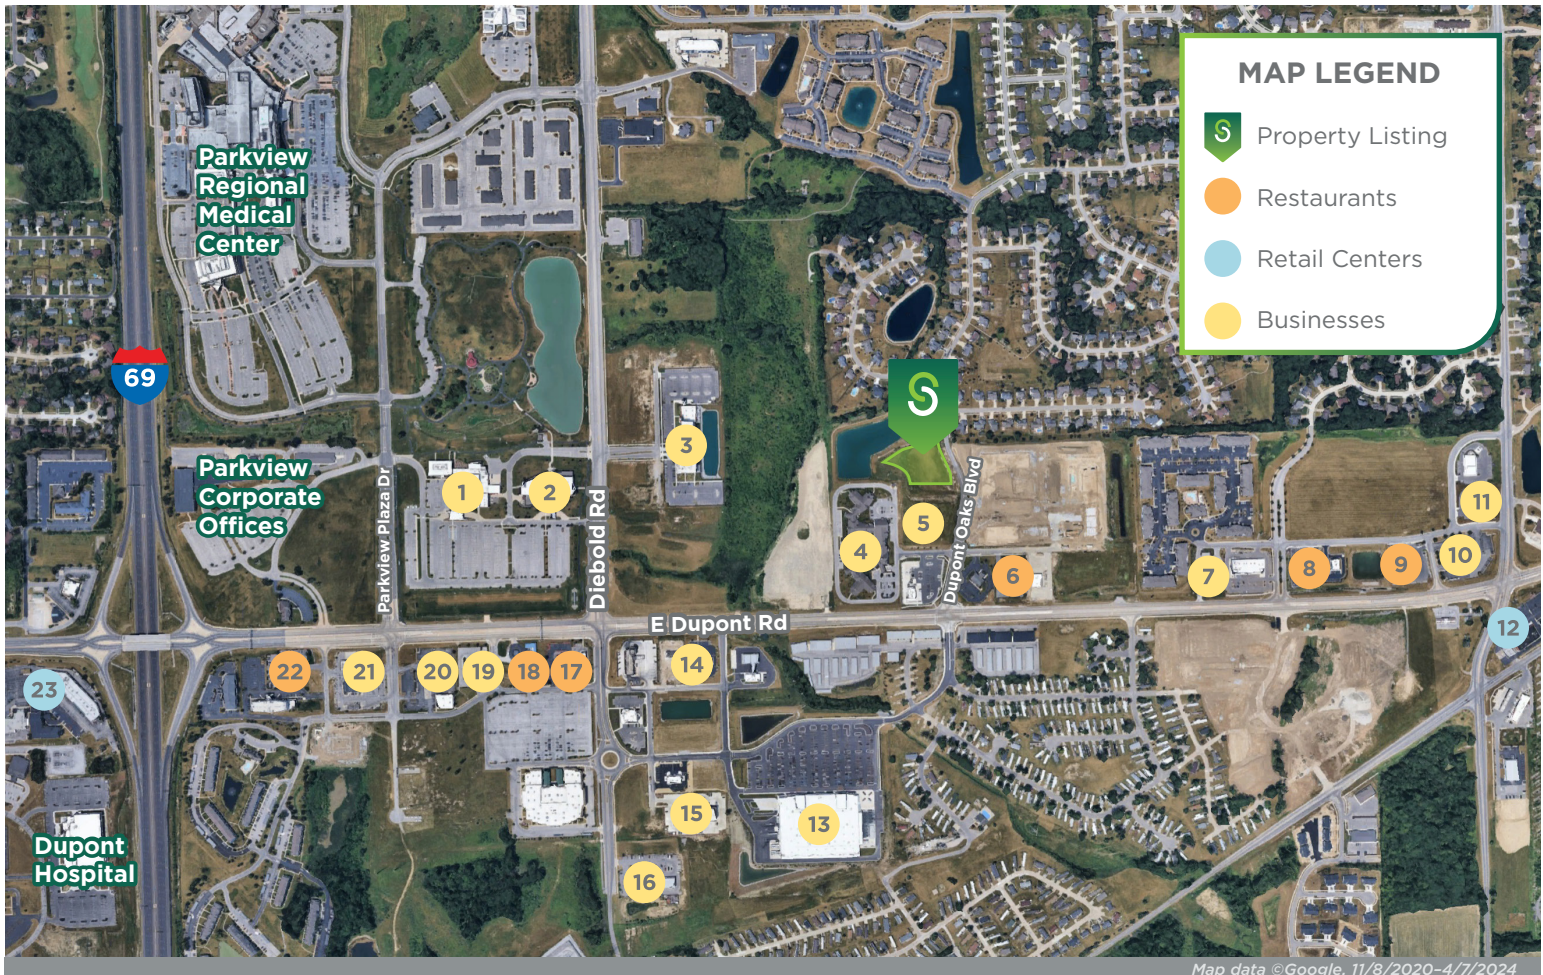 MAP LEGEND
Property Listing
Restaurants
Retail Centers
Businesses
Parkview
Regional
Medical
Center
69
Parkview
Corporate
Offices
Parkview Plaza Dr
Diebold Rd
Dupont Oaks Blvd
E Dupont Rd
1
2
3
4
5
6
7
8
9
10
11
12
13
14
15
16
17
18
19
20
21
22
23
Dupont
Hospital
Map data ©Google, 11/8/2020-4/7/2024